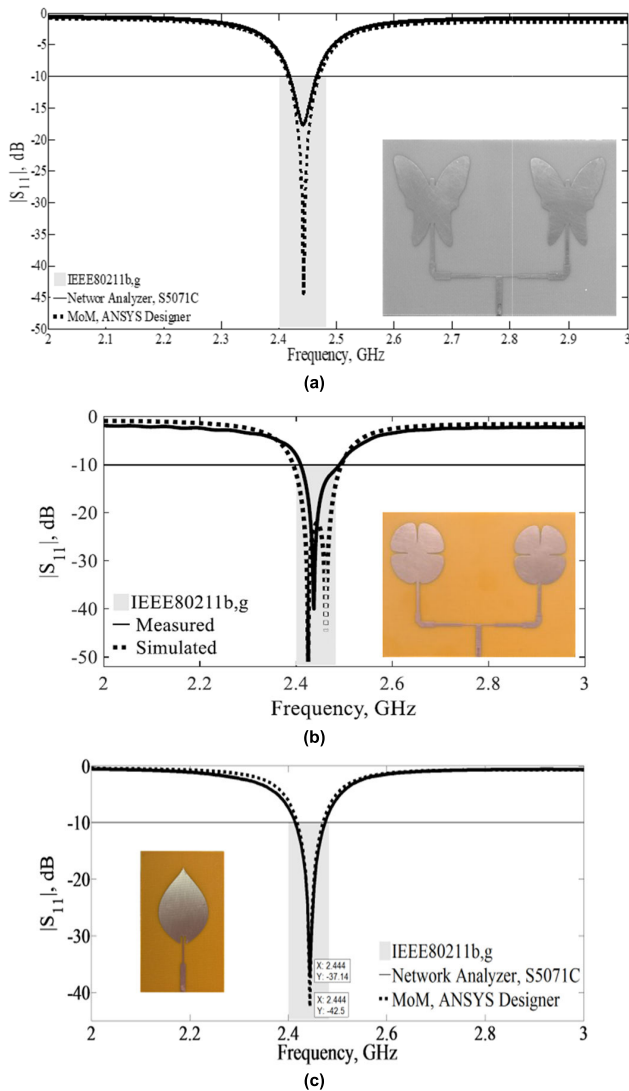 0
-5
-10
-15
-20
-25
-30
-35
-40
-45
-50
|S11|, dB
IEEE80211b,g
Networ Analyzer, S5071C
MoM, ANSYS Designer
2 2.1 2.2 2.3 2.4 2.5 2.6 2.7 2.8 2.9 3
Frequency, GHz
(a)
0
-10
-20
-30
-40
-50
|S11|, dB
IEEE80211b,g
Measured
Simulated
2 2.2 2.4 2.6 2.8 3
Frequency, GHz
(b)
0
-10
-20
-30
-40
|S11|, dB
X: 2.444
Y: -37.14
X: 2.444
Y: -42.5
IEEE80211b,g
Network Analyzer, S5071C
MoM, ANSYS Designer
2 2.2 2.4 2.6 2.8 3
Frequency, GHz
(c)